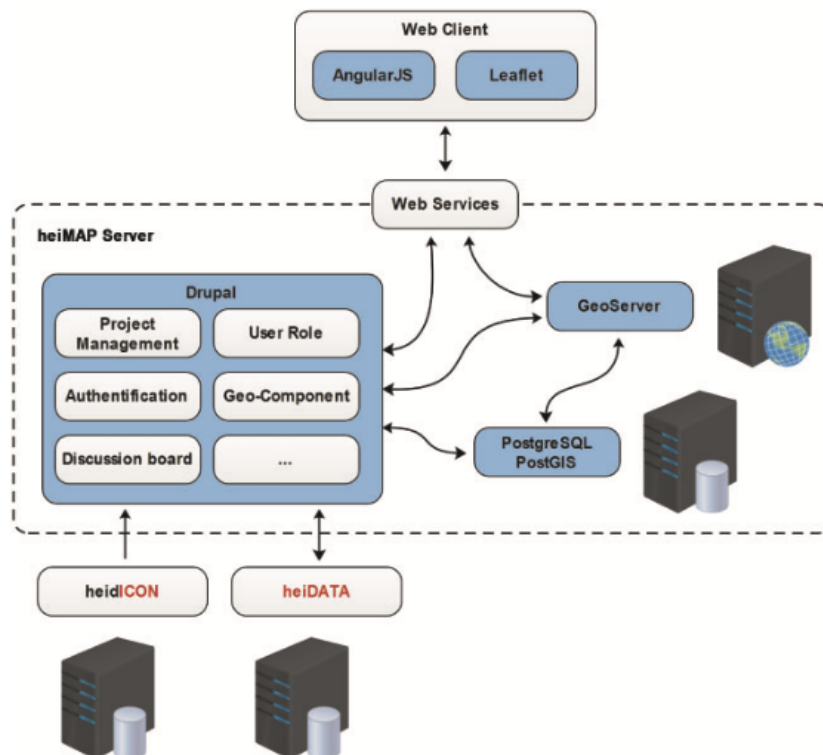 Web Client
AngularJS
Leaflet
Web Services
heiMAP Server
Drupal
Project
Management
User Role
Authentification
Geo-Component
Discussion board
...
GeoServer
PostgreSQL
PostGIS
heidICON
heiDATA